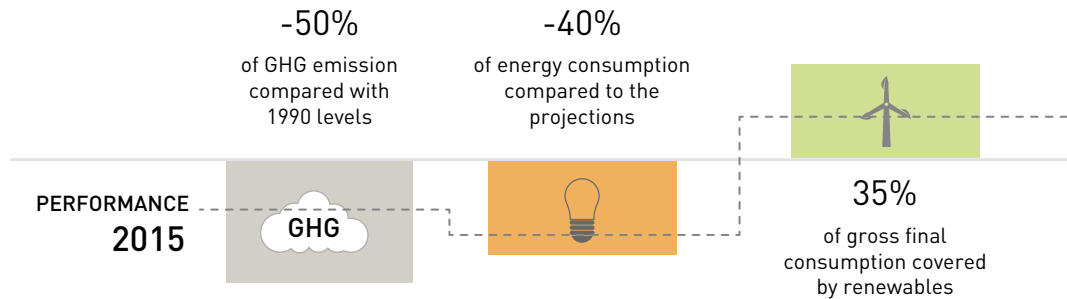 -50%
of GHG emission
compared with
1990 levels
-40%
of energy consumption
compared to the
projections
PERFORMANCE
2015
GHG
35%
of gross final
consumption covered
by renewables